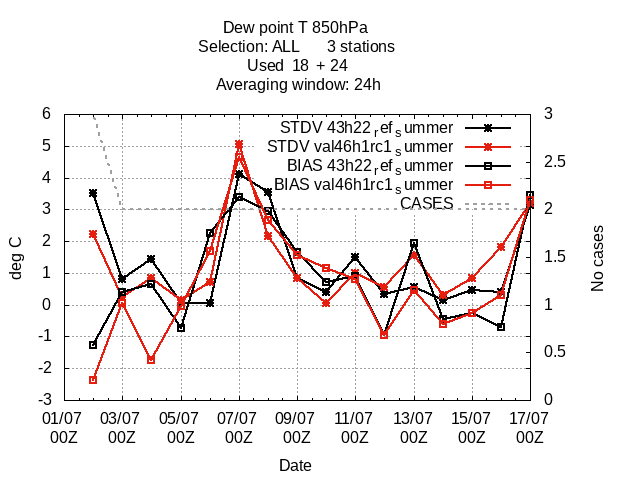 Dew point T 850hPa
Selection: ALL 3 stations
Used 18 + 24
Averaging window: 24h
STDV 43h22_ref_summer
STDV val46h1rc1_summer
BIAS 43h22_ref_summer
BIAS val46h1rc1_summer
CASES
deg C
6
5
4
3
2
1
0
-1
-2
-3
No cases
3
2.5
2
1.5
1
0.5
0
01/07 03/07 05/07 07/07 09/07 11/07 13/07 15/07 17/07
00Z 00Z 00Z 00Z 00Z 00Z 00Z 00Z 00Z
Date